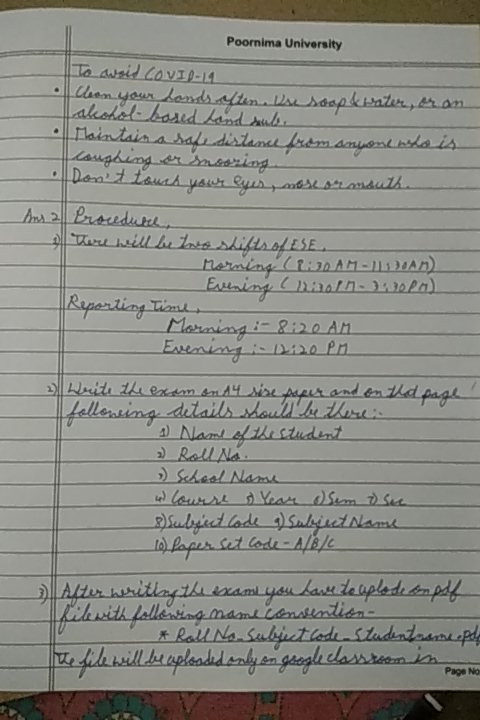 Poornima University
To avoid COVID-19
• Clean your hands often. Use soap & water, or an
alcohol-based hand rub.
• Maintain a safe distance from anyone who is
coughing or snooring.
• Don't touch your eyes, nose or mouth.
Ans 2 Procedure,
1) There will be two shifts of ESE.
Morning (8:30 AM - 11:30 AM)
Evening (12:30 PM - 3:30 PM)
Reporting Time,
Morning :- 8:20 AM
Evening :- 12:20 PM
2) Write the exam on A4 size paper and on that page
following details should be there:-
1) Name of the Student
2) Roll No.
3) School Name
4) Course 5) Year 6) Sem 7) Sec
8) Subject Code 9) Subject Name
10) Paper Set Code - A/B/C
3) After writing the exam you have to uplode on pdf
file with following name convention -
* Roll No_Subject Code_Student name.pdf
The file will be uploaded only on google classroom in
Page No